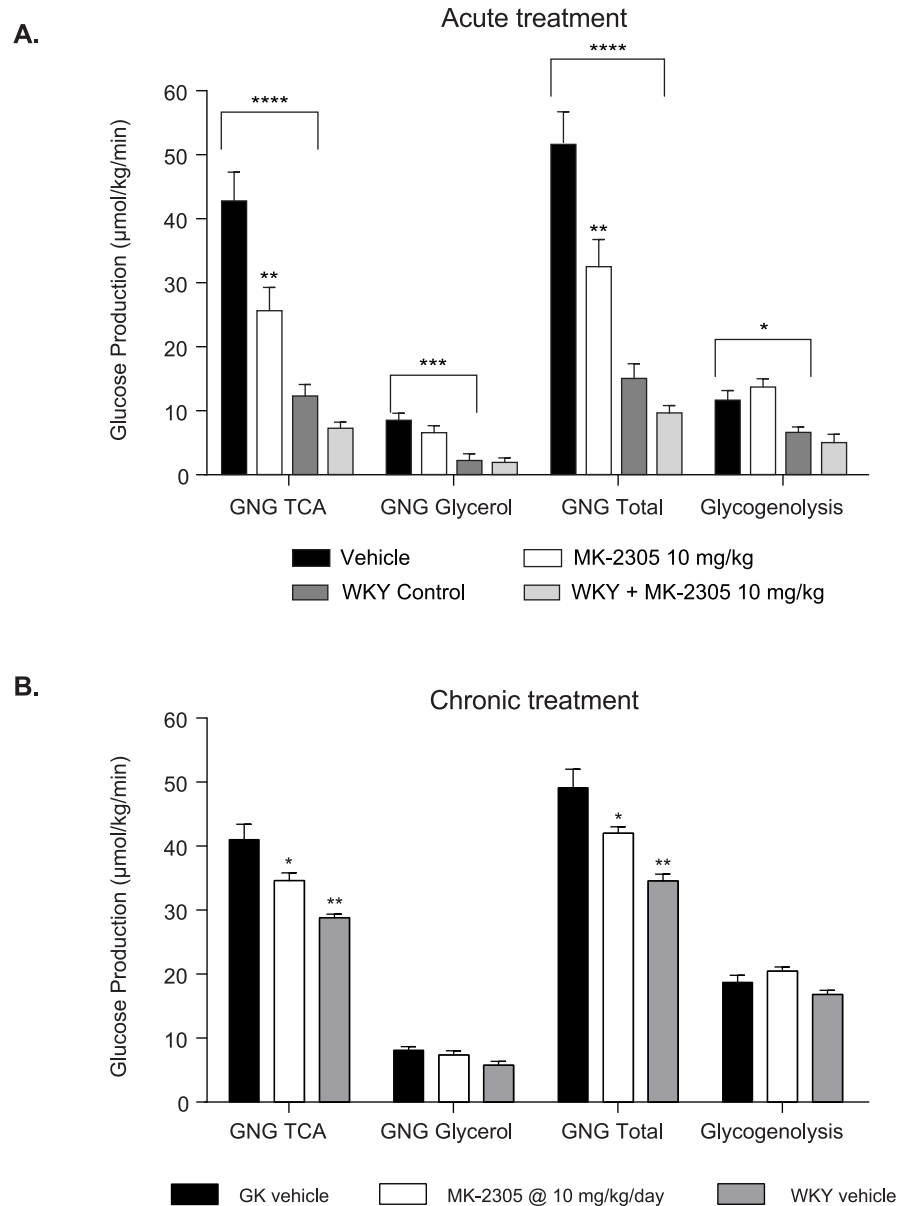 A.
Acute treatment
Glucose Production (µmol/kg/min)
60
50
40
30
20
10
0
****
**
***
****
**
*
GNG TCA GNG Glycerol GNG Total Glycogenolysis
Vehicle MK-2305 10 mg/kg
WKY Control WKY + MK-2305 10 mg/kg
B.
Chronic treatment
Glucose Production (µmol/kg/min)
60
50
40
30
20
10
0
*
**
*
**
GNG TCA GNG Glycerol GNG Total Glycogenolysis
GK vehicle MK-2305 @ 10 mg/kg/day WKY vehicle